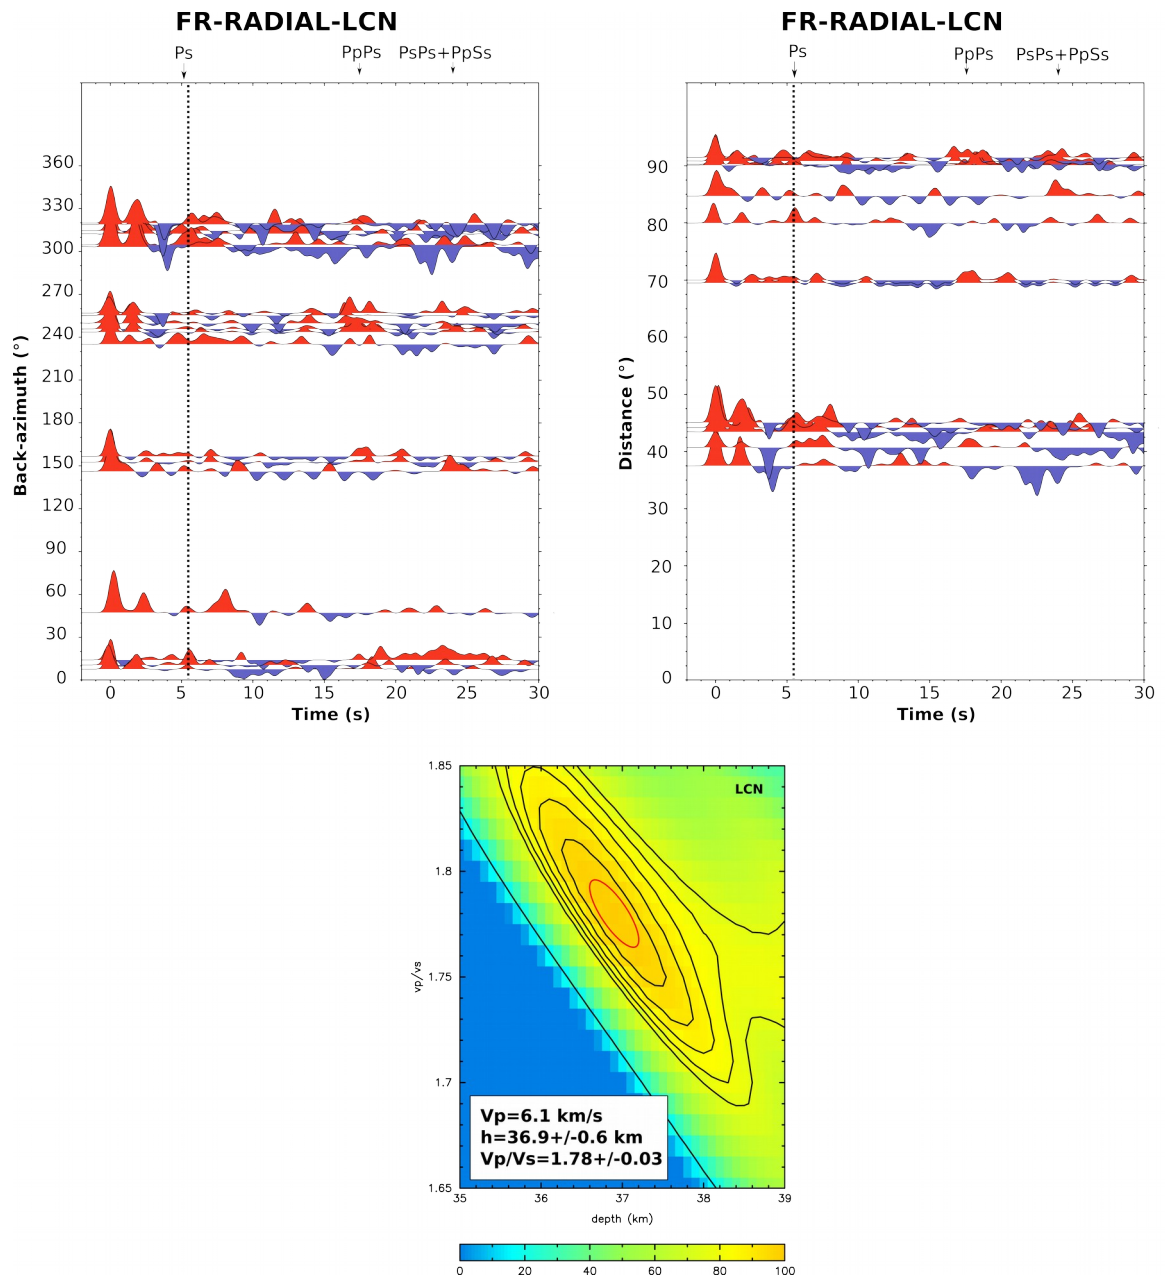 FR-RADIAL-LCN
Ps PpPs PsPs+PpSs
360
330
300
270
240
210
180
150
120
90
60
30
0
Back-azimuth (°)
0 5 10 15 20 25 30
Time (s)
FR-RADIAL-LCN
Ps PpPs PsPs+PpSs
90
80
70
60
50
40
30
20
10
0
Distance (°)
0 5 10 15 20 25 30
Time (s)
LCN
1.85
1.8
1.75
1.7
1.65
vp/vs
Vp=6.1 km/s
h=36.9+/-0.6 km
Vp/Vs=1.78+/-0.03
35 36 37 38 39
depth (km)
0 20 40 60 80 100